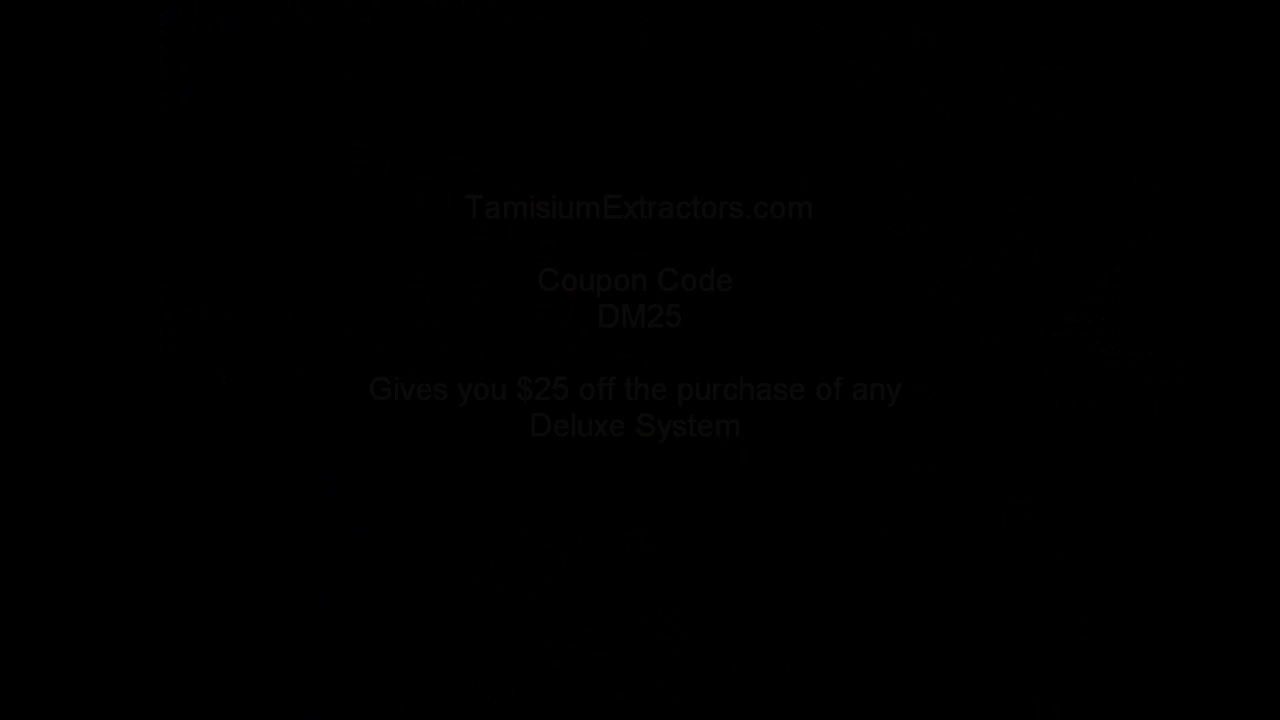 TamisiumExtractors.com
Coupon Code
DM25
Gives you $25 off the purchase of any
Deluxe System